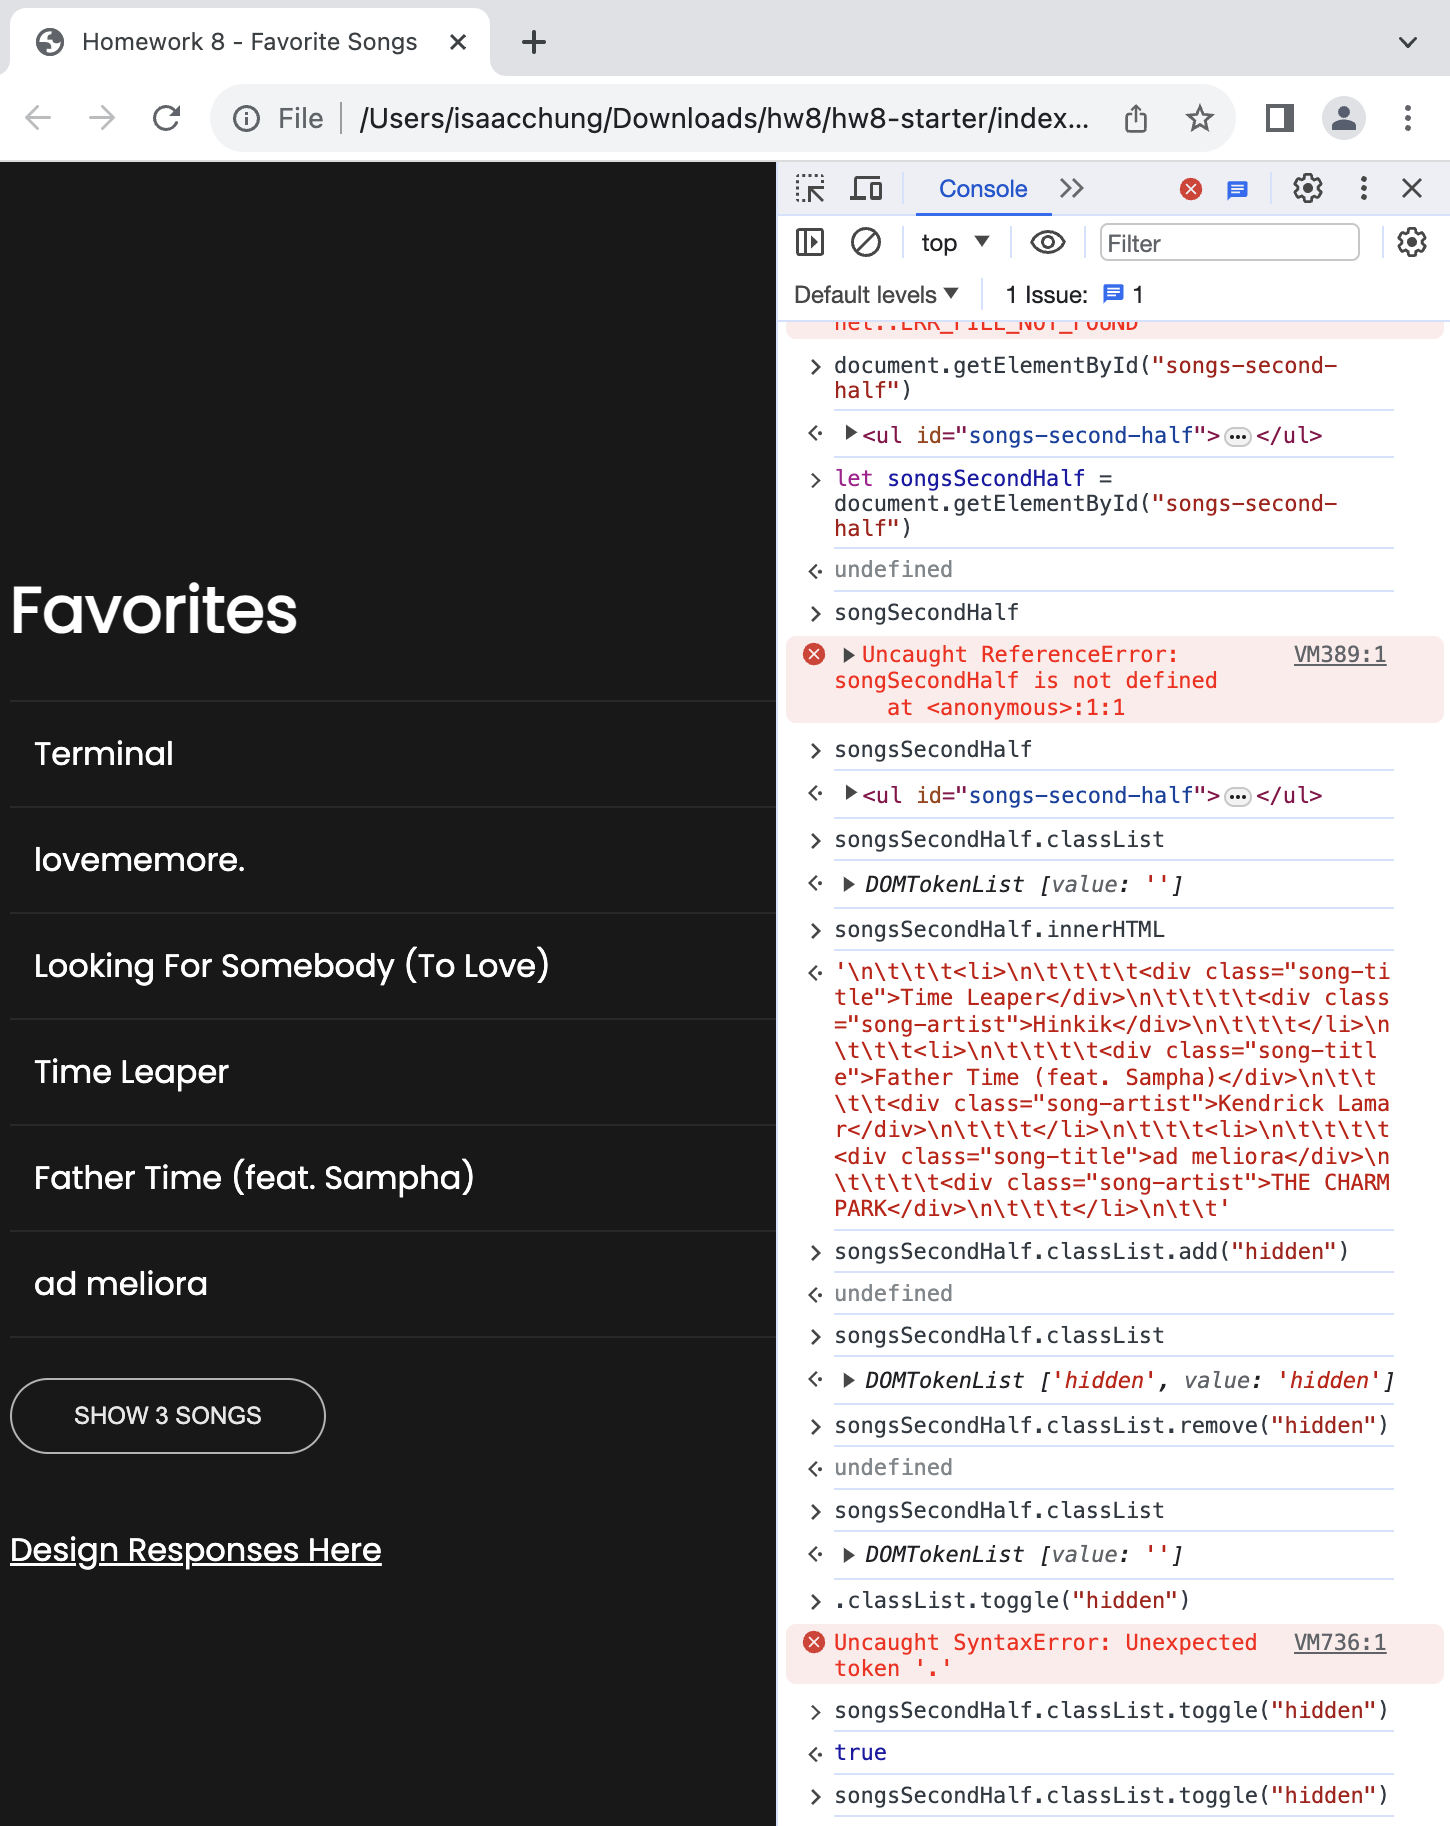 Homework 8 - Favorite Songs
File
/Users/isaacchung/Downloads/hw8/hw8-starter/index...
Favorites
Terminal
lovememore.
Looking For Somebody (To Love)
Time Leaper
Father Time (feat. Sampha)
ad meliora
SHOW 3 SONGS
Design Responses Here
Console
top
Filter
Default levels
1 Issue:
1
net::ERR_FILE_NOT_FOUND
document.getElementById("songs-second-
half")
<ul id="songs-second-half">…</ul>
let songsSecondHalf =
document.getElementById("songs-second-
half")
undefined
songSecondHalf
Uncaught ReferenceError: VM389:1
songSecondHalf is not defined
at <anonymous>:1:1
songsSecondHalf
<ul id="songs-second-half">…</ul>
songsSecondHalf.classList
DOMTokenList [value: '']
songsSecondHalf.innerHTML
'\n\t\t\t<li>\n\t\t\t\t<div class="song-ti
tle">Time Leaper</div>\n\t\t\t\t<div class
="song-artist">Hinkik</div>\n\t\t\t</li>\n
\t\t\t<li>\n\t\t\t\t<div class="song-titl
e">Father Time (feat. Sampha)</div>\n\t\t
\t\t<div class="song-artist">Kendrick Lama
r</div>\n\t\t\t</li>\n\t\t\t<li>\n\t\t\t\t
<div class="song-title">ad meliora</div>\n
\t\t\t\t<div class="song-artist">THE CHARM
PARK</div>\n\t\t\t</li>\n\t\t'
songsSecondHalf.classList.add("hidden")
undefined
songsSecondHalf.classList
DOMTokenList ['hidden', value: 'hidden']
songsSecondHalf.classList.remove("hidden")
undefined
songsSecondHalf.classList
DOMTokenList [value: '']
.classList.toggle("hidden")
Uncaught SyntaxError: Unexpected VM736:1
token '.'
songsSecondHalf.classList.toggle("hidden")
true
songsSecondHalf.classList.toggle("hidden")